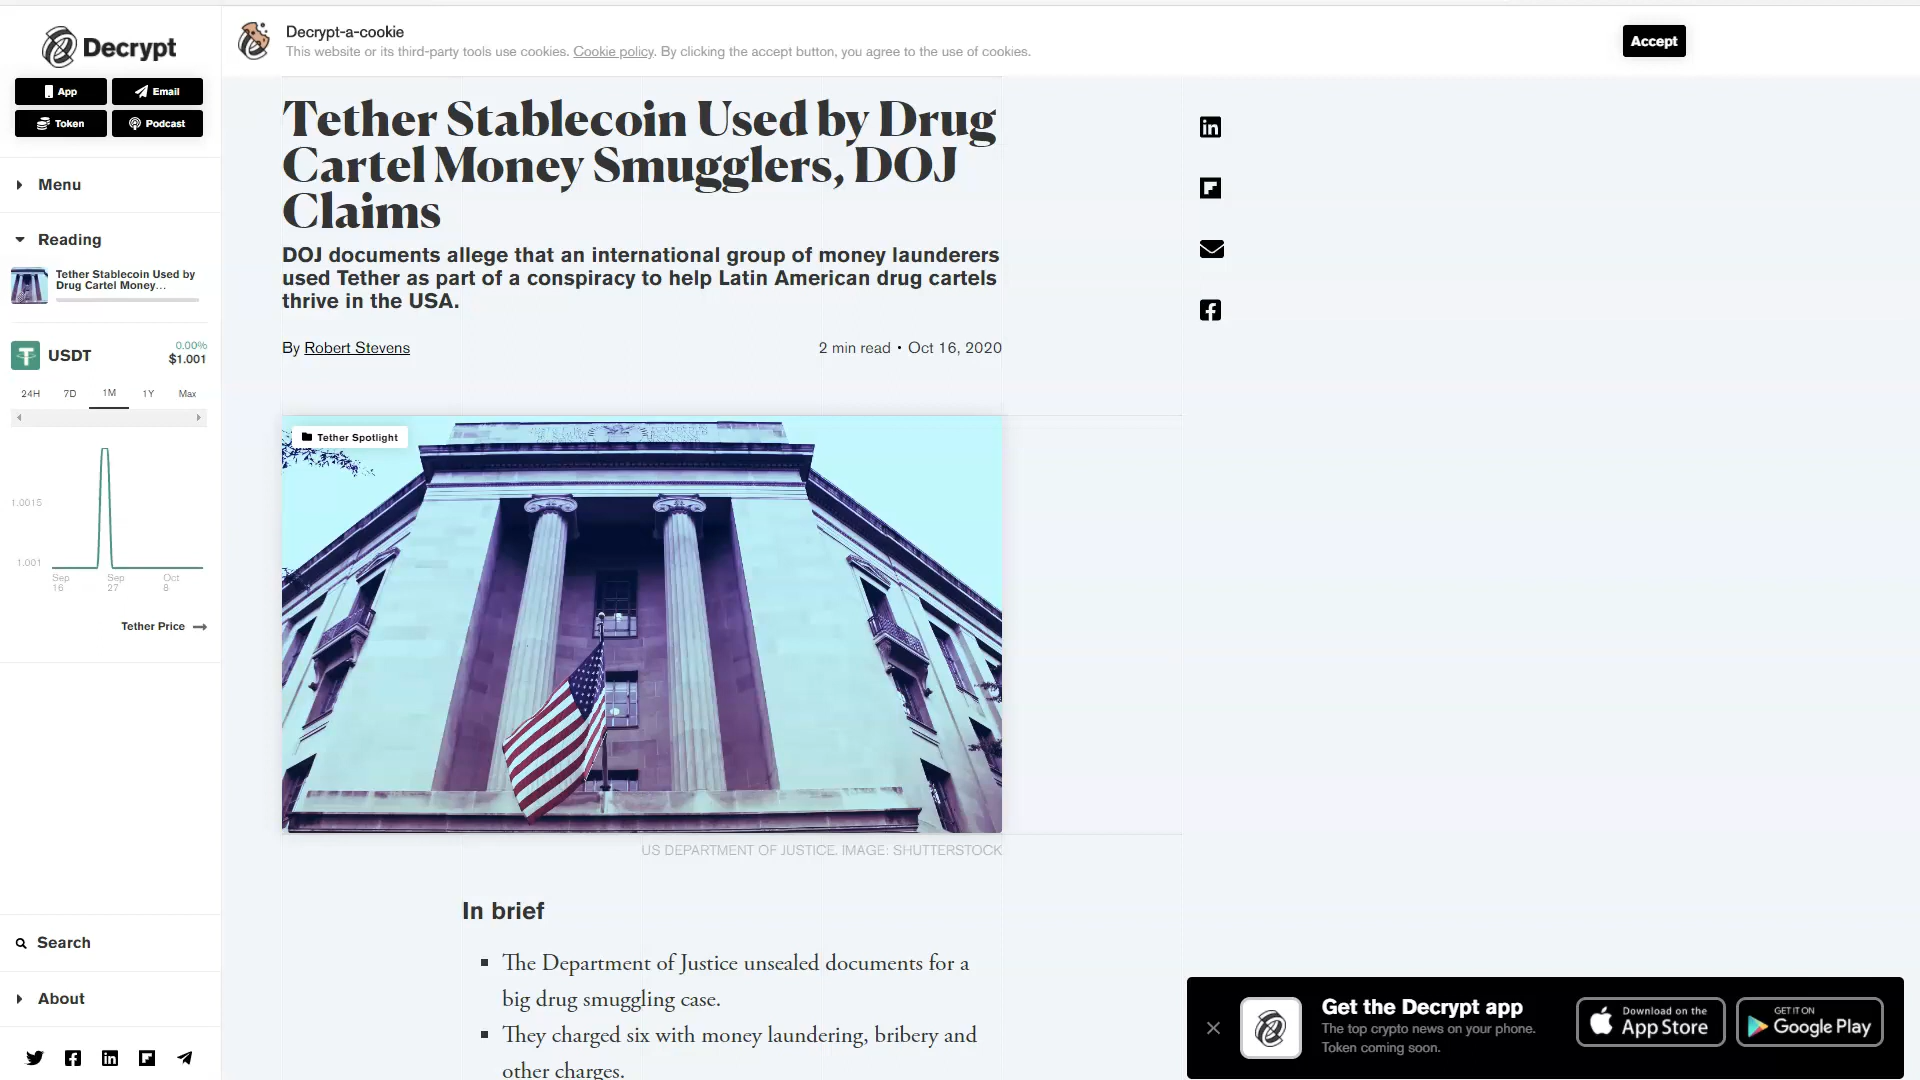 Decrypt
App
Email
Token
Podcast
Menu
Reading
Tether Stablecoin Used by
Drug Cartel Money...
USDT
0.00%
$1.001
24H
7D
1M
1Y
Max
1.0015
1.001
Sep
16
Sep
27
Oct
8
Tether Price
Search
About
Decrypt-a-cookie
This website or its third-party tools use cookies. Cookie policy. By clicking the accept button, you agree to the use of cookies.
Accept
Tether Stablecoin Used by Drug
Cartel Money Smugglers, DOJ
Claims
DOJ documents allege that an international group of money launderers
used Tether as part of a conspiracy to help Latin American drug cartels
thrive in the USA.
By Robert Stevens
2 min read • Oct 16, 2020
Tether Spotlight
US DEPARTMENT OF JUSTICE. IMAGE: SHUTTERSTOCK
In brief
The Department of Justice unsealed documents for a
big drug smuggling case.
They charged six with money laundering, bribery and
other charges.
Get the Decrypt app
The top crypto news on your phone.
Token coming soon.
Download on the
App Store
GET IT ON
Google Play